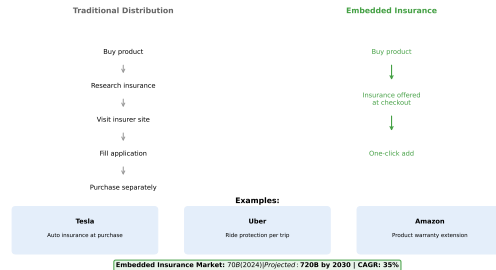 Traditional Distribution
Embedded Insurance
Buy product
Research insurance
Visit insurer site
Fill application
Purchase separately
Buy product
Insurance offered
at checkout
One-click add
Examples:
Tesla
Auto insurance at purchase
Uber
Ride protection per trip
Amazon
Product warranty extension
Embedded Insurance Market: 70B(2024)|Projected:720B by 2030 | CAGR: 35%